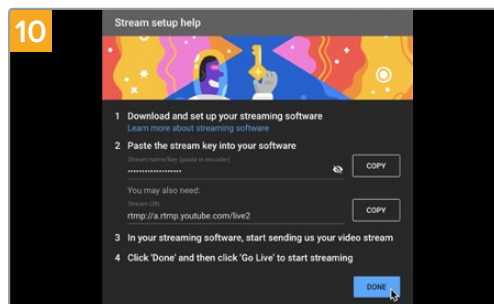 10
Stream setup help
1 Download and set up your streaming software
Learn more about streaming software
2 Paste the stream key into your software
Stream name/key (paste in encoder)
••••••••••••••••••• COPY
You may also need:
Stream URL
rtmp://a.rtmp.youtube.com/live2 COPY
3 In your streaming software, start sending us your video stream
4 Click 'Done' and then click 'Go Live' to start streaming
DONE